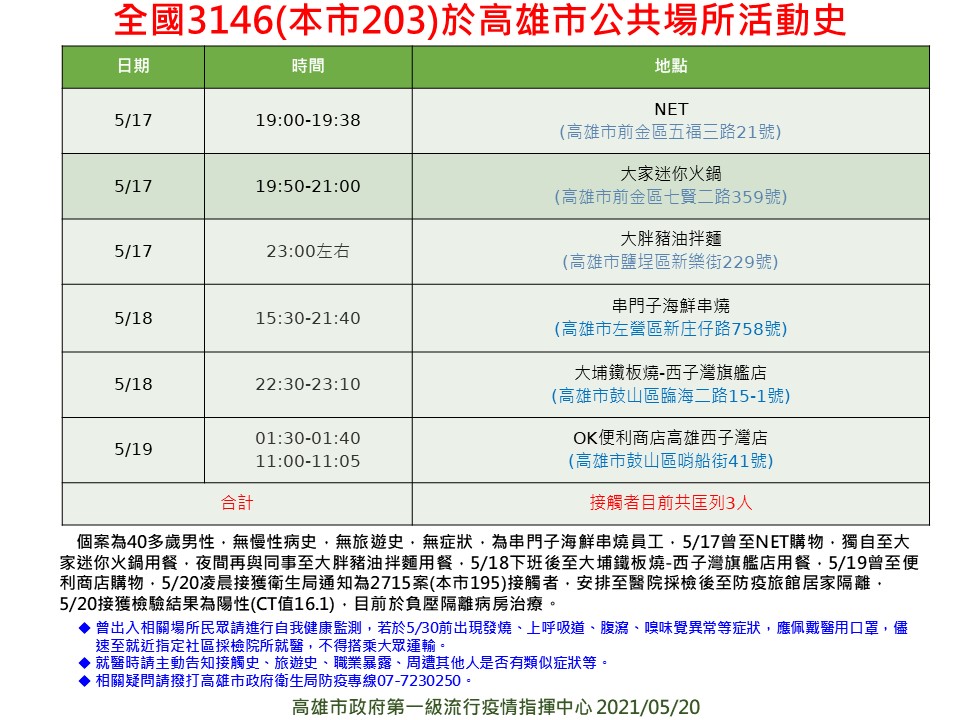 全國3146(本市203)於高雄市公共場所活動史
日期 時間 地點
5/17 19:00-19:38 NET
(高雄市前金區五福三路21號)
5/17 19:50-21:00 大家迷你火鍋
(高雄市前金區七賢二路359號)
5/17 23:00左右 大胖豬油拌麵
(高雄市鹽埕區新樂街229號)
5/18 15:30-21:40 串門子海鮮串燒
(高雄市左營區新庄仔路758號)
5/18 22:30-23:10 大埔鐵板燒-西子灣旗艦店
(高雄市鼓山區臨海二路15-1號)
5/19 01:30-01:40 OK便利商店高雄西子灣店
11:00-11:05 (高雄市鼓山區哨船街41號)
合計 接觸者目前共匡列3人
個案為40多歲男性，無慢性病史，無旅遊史，無症狀，為串門子海鮮串燒員工，5/17曾至NET購物，獨自至大
家迷你火鍋用餐，夜間再與同事至大胖豬油拌麵用餐，5/18下班後至大埔鐵板燒-西子灣旗艦店用餐，5/19曾至便
利商店購物，5/20凌晨接獲衛生局通知為2715案(本市195)接觸者，安排至醫院採檢後至防疫旅館居家隔離，
5/20接獲檢驗結果為陽性(CT值16.1)，目前於負壓隔離病房治療。
◆ 曾出入相關場所民眾請進行自我健康監測，若於5/30前出現發燒、上呼吸道、腹瀉、嗅味覺異常等症狀，應佩戴醫用口罩，儘
速至就近指定社區採檢院所就醫，不得搭乘大眾運輸。
◆ 就醫時請主動告知接觸史、旅遊史、職業暴露、周遭其他人是否有類似症狀等。
◆ 相關疑問請撥打高雄市政府衛生局防疫專線07-7230250。
高雄市政府第一級流行疫情指揮中心 2021/05/20